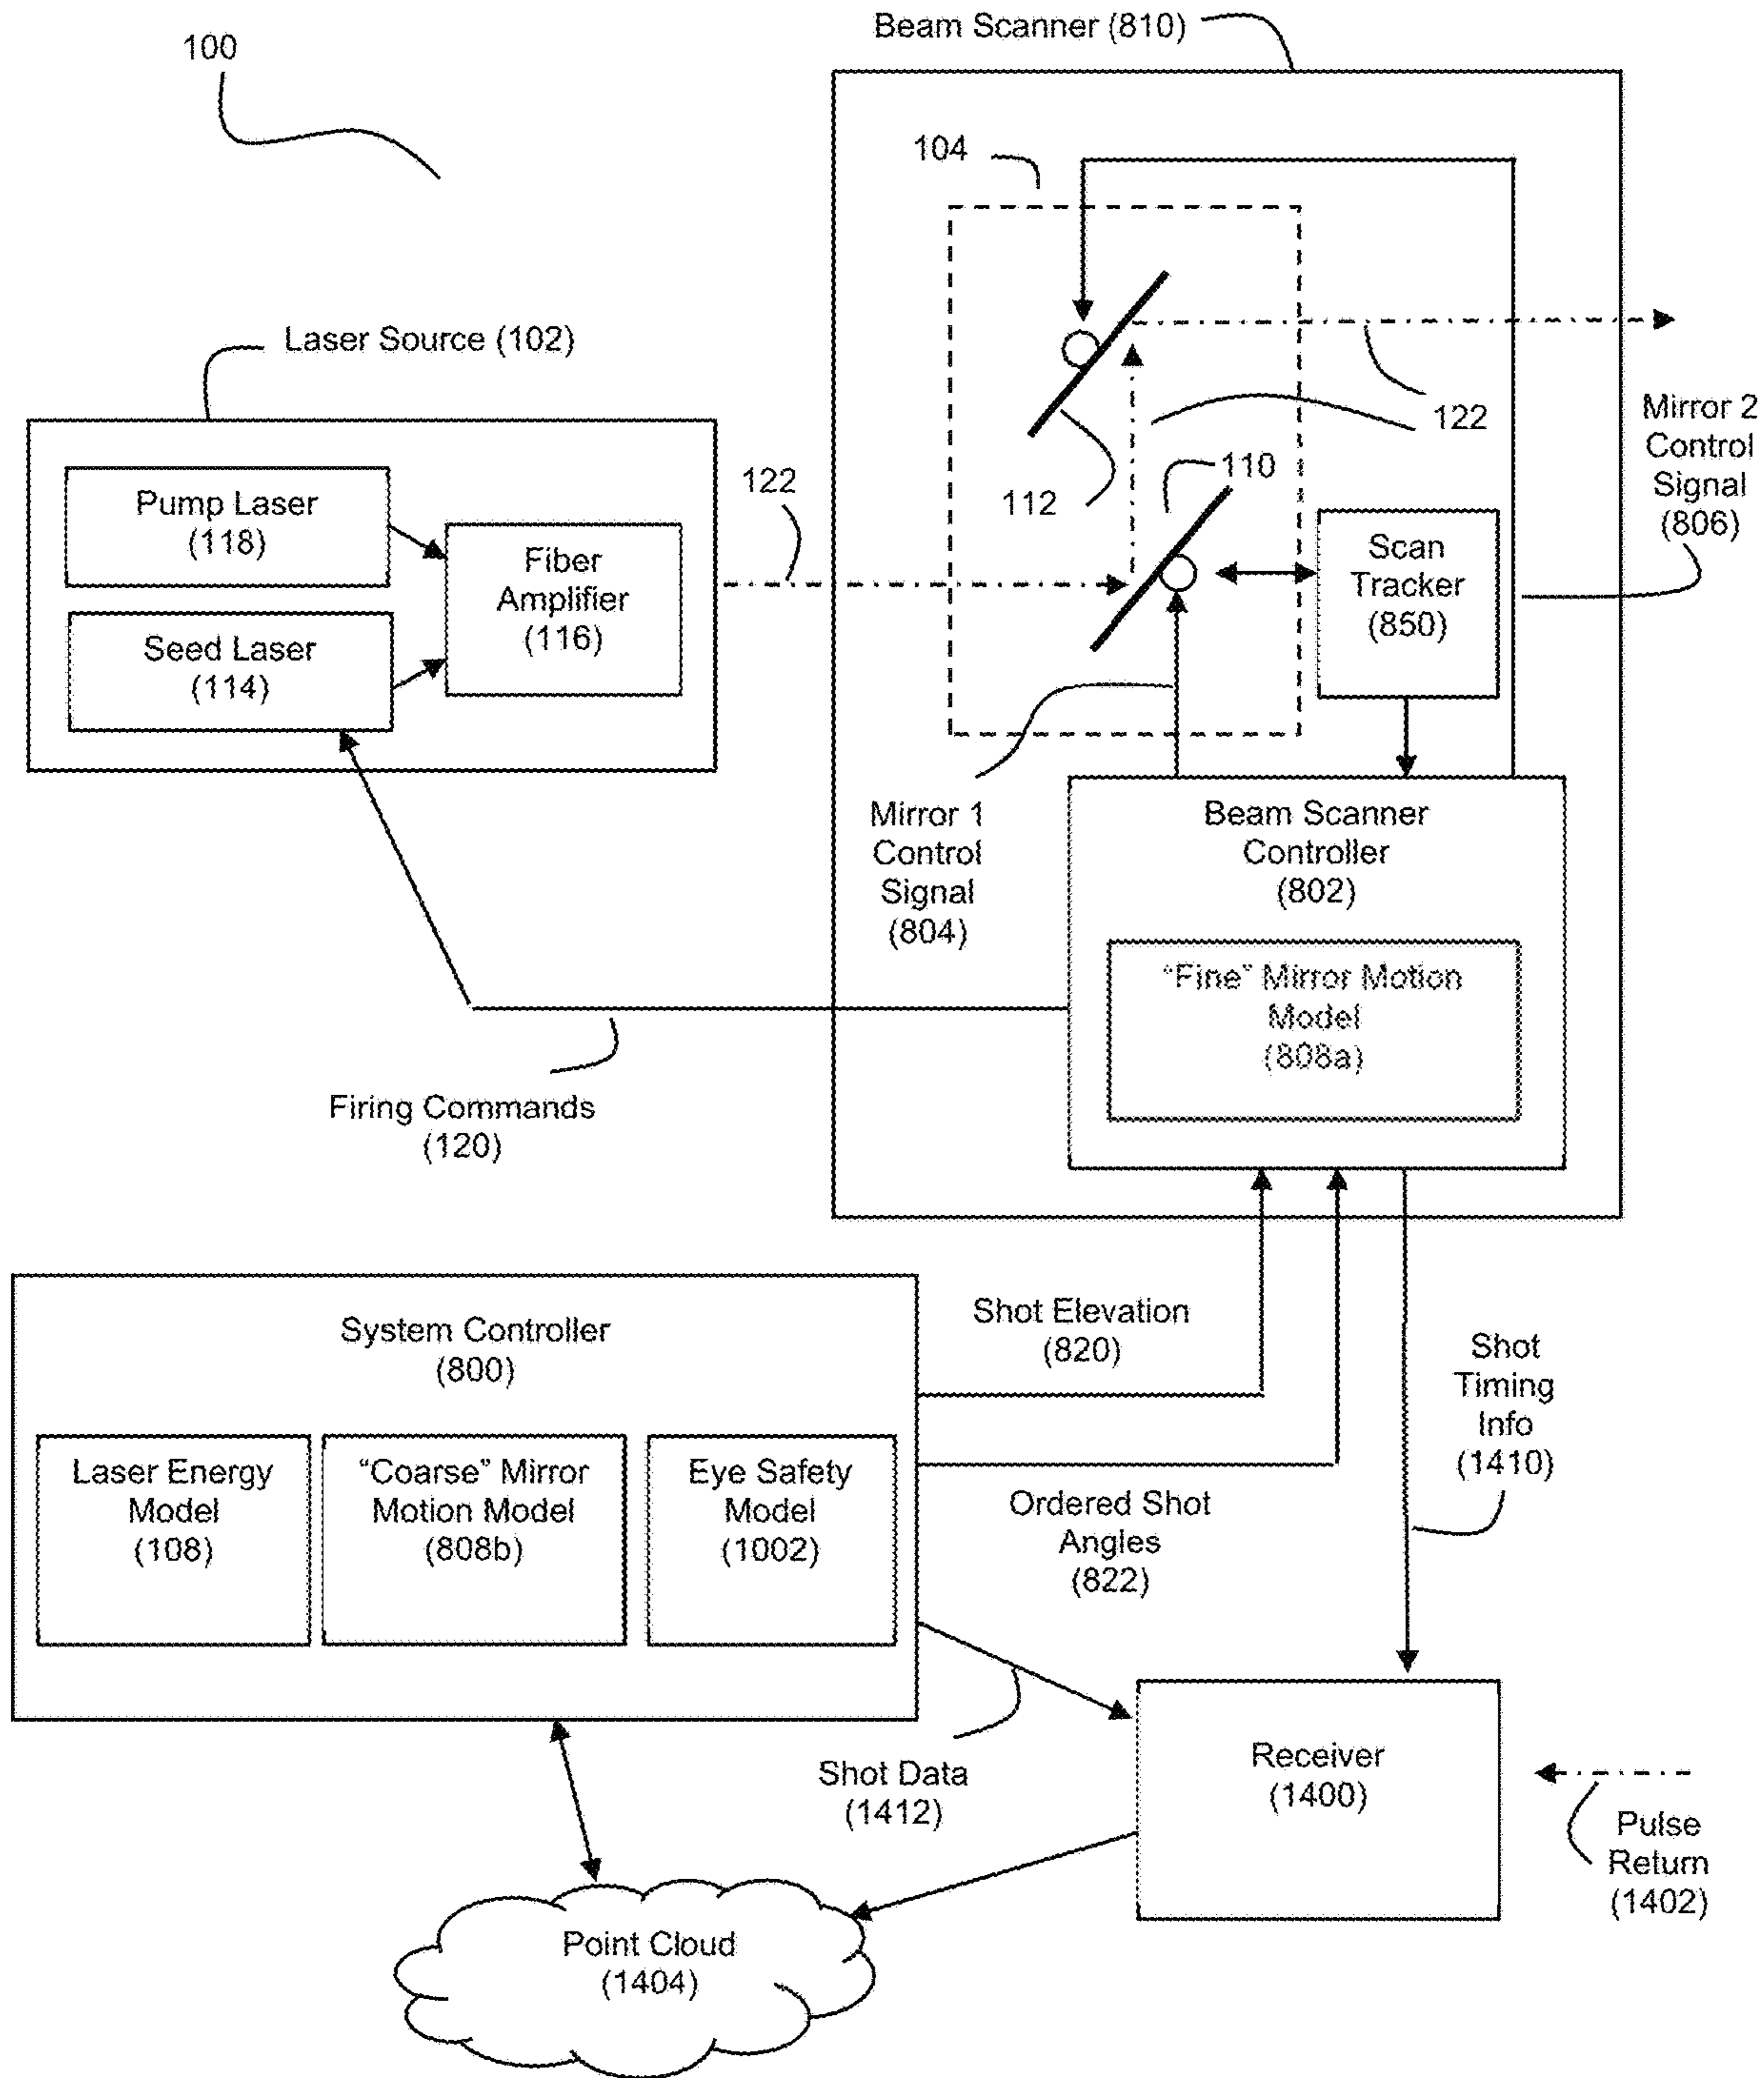 Beam Scanner (810)
100
104
Laser Source (102)
122
Mirror 2
Control
Signal
(806)
112
110
Pump Laser
(118)
Seed Laser
(114)
Fiber
Amplifier
(116)
122
Scan
Tracker
(850)
Mirror 1
Control
Signal
(804)
Beam Scanner
Controller
(802)
“Fine” Mirror Motion
Model
(808a)
Firing Commands
(120)
System Controller
(800)
Laser Energy
Model
(108)
“Coarse” Mirror
Motion Model
(808b)
Eye Safety
Model
(1002)
Shot Elevation
(820)
Ordered Shot
Angles
(822)
Shot
Timing
Info
(1410)
Shot Data
(1412)
Receiver
(1400)
Pulse
Return
(1402)
Point Cloud
(1404)